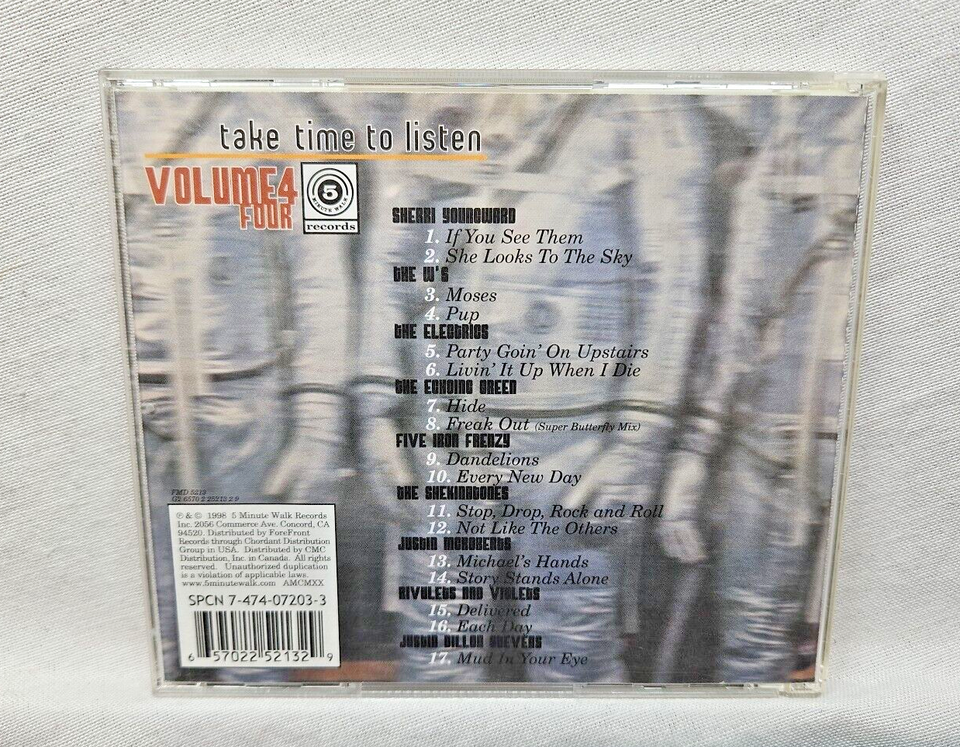 take time to listen
VOLUME 4
FOUR
5
MINUTE WALK
records
SHERRI YOUNGWARD
1. If You See Them
2. She Looks To The Sky
THE W'S
3. Moses
4. Pup
THE ELECTRICS
5. Party Goin' On Upstairs
6. Livin' It Up When I Die
THE ECHOING GREEN
7. Hide
8. Freak Out (Super Butterfly Mix)
FIVE IRON FRENZY
9. Dandelions
10. Every New Day
THE SHEKINATONES
11. Stop, Drop, Rock and Roll
12. Not Like The Others
JUSTIN MCROBERTS
13. Michael's Hands
14. Story Stands Alone
RIVULETS AND VIOLETS
15. Delivered
16. Each Day
JUSTIN DILLON STEVENS
17. Mud In Your Eye
FMD 5213
℗ & © 1998 5 Minute Walk Records
Inc. 2056 Commerce Ave. Concord, CA
94520. Distributed by ForeFront
Records through Chordant Distribution
Group in USA. Distributed by CMC
Distribution, Inc. in Canada. All rights
reserved. Unauthorized duplication
is a violation of applicable laws.
www.5minutewalk.com AMCMXX
SPCN 7-474-07203-3
6 57022 52132 9